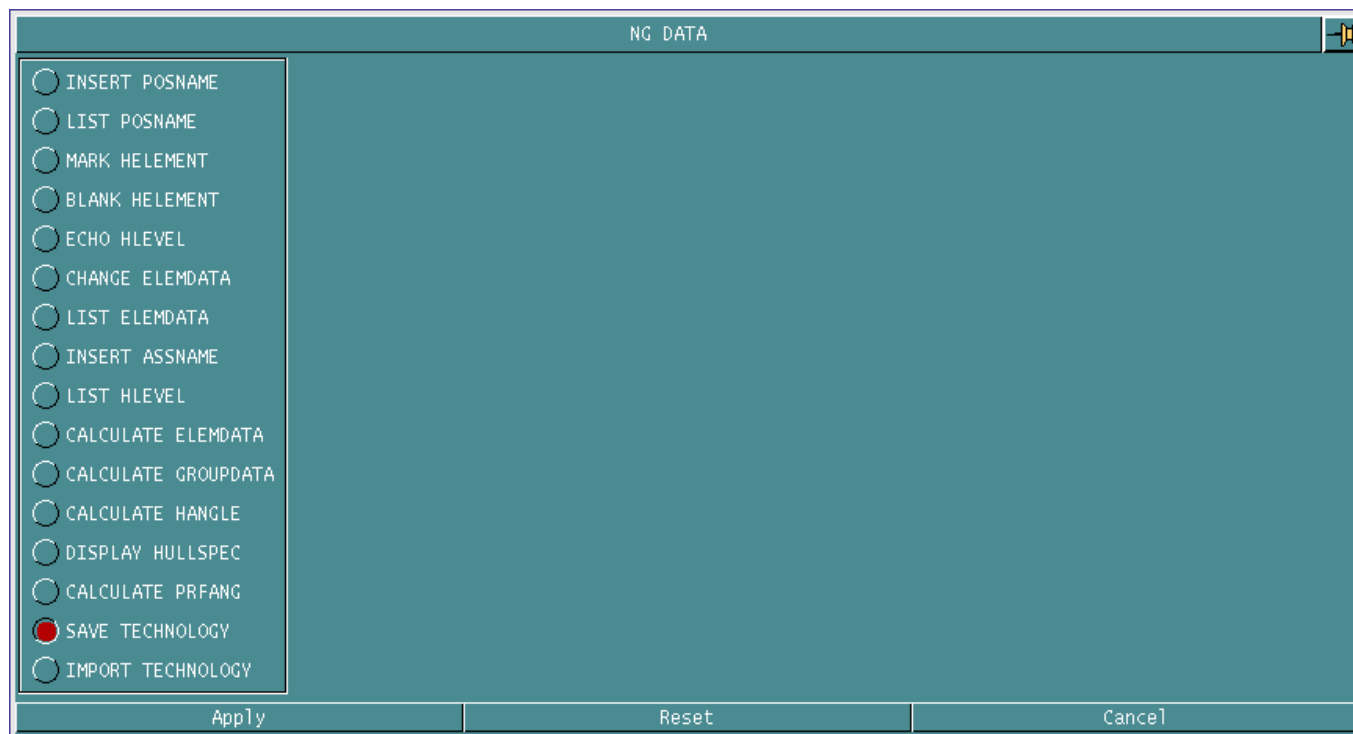 NG DATA
INSERT POSNAME
LIST POSNAME
MARK HELEMENT
BLANK HELEMENT
ECHO HLEVEL
CHANGE ELEMDATA
LIST ELEMDATA
INSERT ASSNAME
LIST HLEVEL
CALCULATE ELEMDATA
CALCULATE GROUPDATA
CALCULATE HANGLE
DISPLAY HULLSPEC
CALCULATE PRFANG
SAVE TECHNOLOGY
IMPORT TECHNOLOGY
Apply Reset Cancel